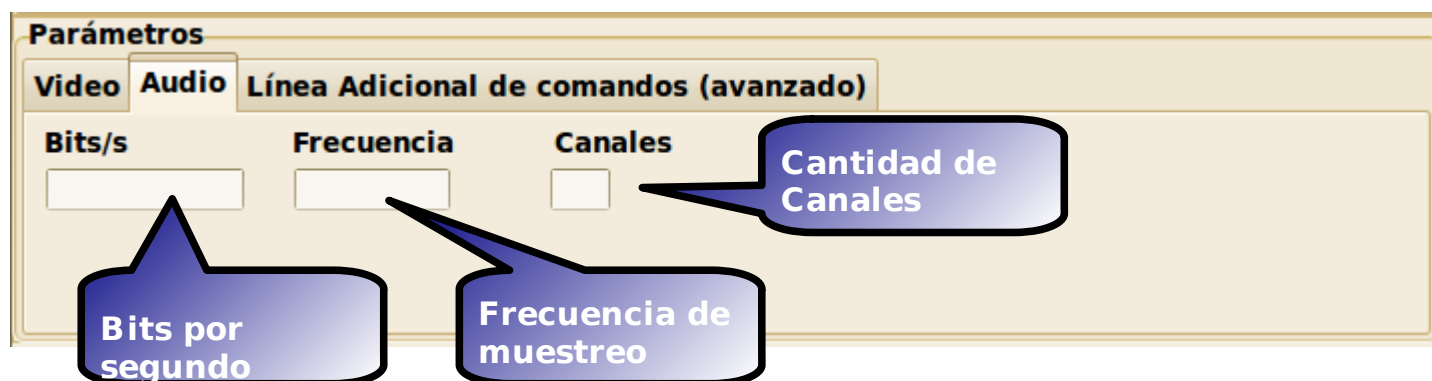 Parámetros
Video Audio Línea Adicional de comandos (avanzado)
Bits/s Frecuencia Canales
Cantidad de
Canales
Bits por
segundo
Frecuencia de
muestreo